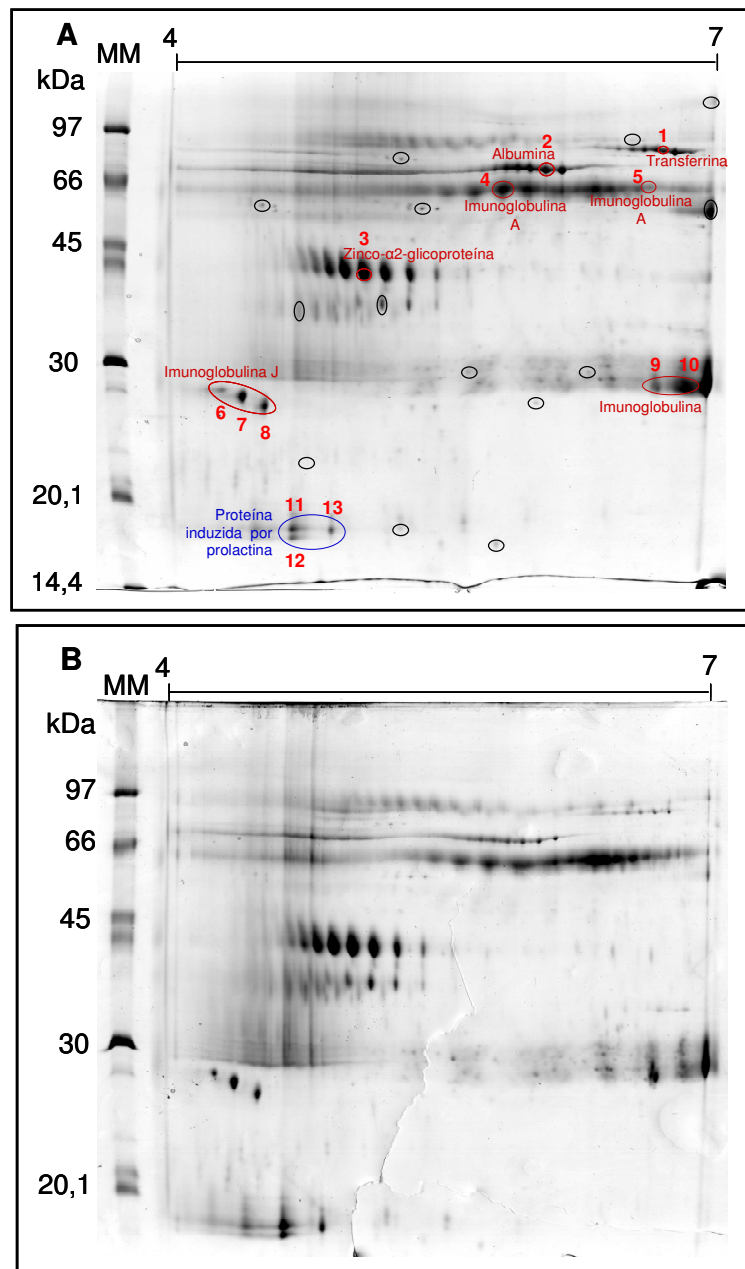 A
4
7
MM
kDa
97
66
45
30
20,1
14,4
1
Transferrina
2
Albumina
4
Imunoglobulina
A
5
Imunoglobulina
A
3
Zinco-α2-glicoproteína
Imunoglobulina J
6
7
8
9
10
Imunoglobulina
Proteína
induzida por
prolactina
11
13
12
B
4
7
MM
kDa
97
66
45
30
20,1